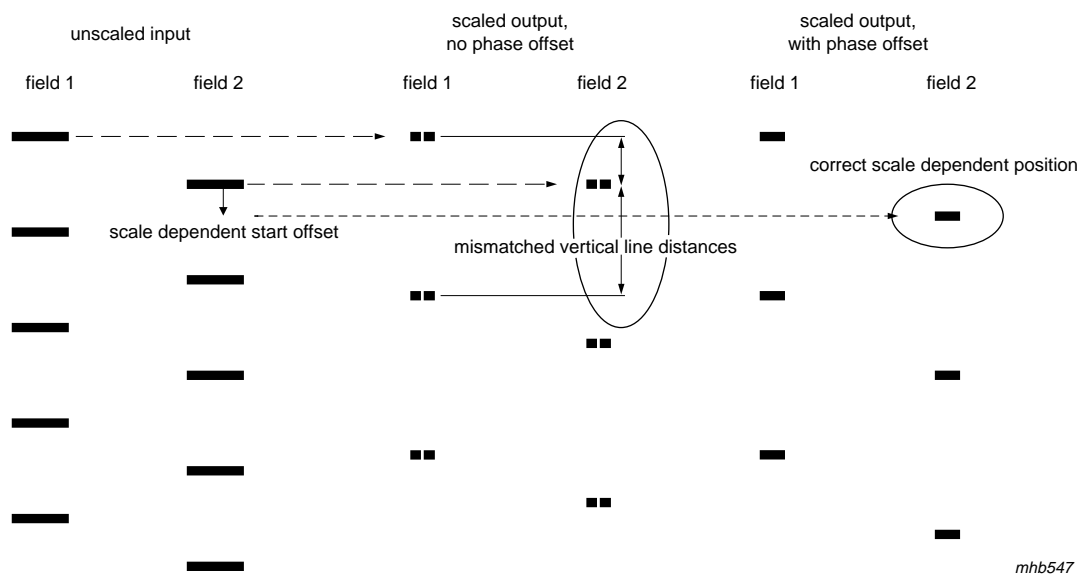 unscaled input
scaled output,
no phase offset
scaled output,
with phase offset
field 1
field 2
field 1
field 2
field 1
field 2
correct scale dependent position
scale dependent start offset
mismatched vertical line distances
mhb547